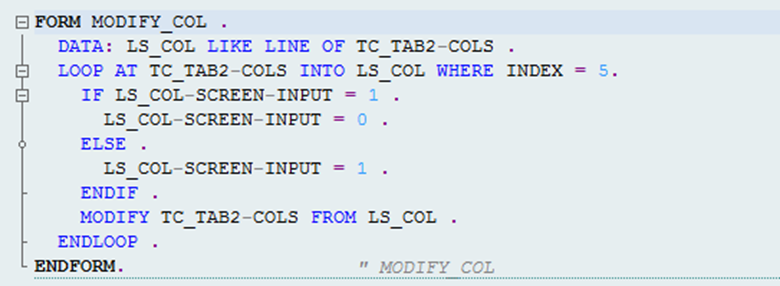 FORM MODIFY_COL .
DATA: LS_COL LIKE LINE OF TC_TAB2-COLS .
LOOP AT TC_TAB2-COLS INTO LS_COL WHERE INDEX = 5.
IF LS_COL-SCREEN-INPUT = 1 .
LS_COL-SCREEN-INPUT = 0 .
ELSE .
LS_COL-SCREEN-INPUT = 1 .
ENDIF .
MODIFY TC_TAB2-COLS FROM LS_COL .
ENDLOOP .
ENDFORM. " MODIFY_COL